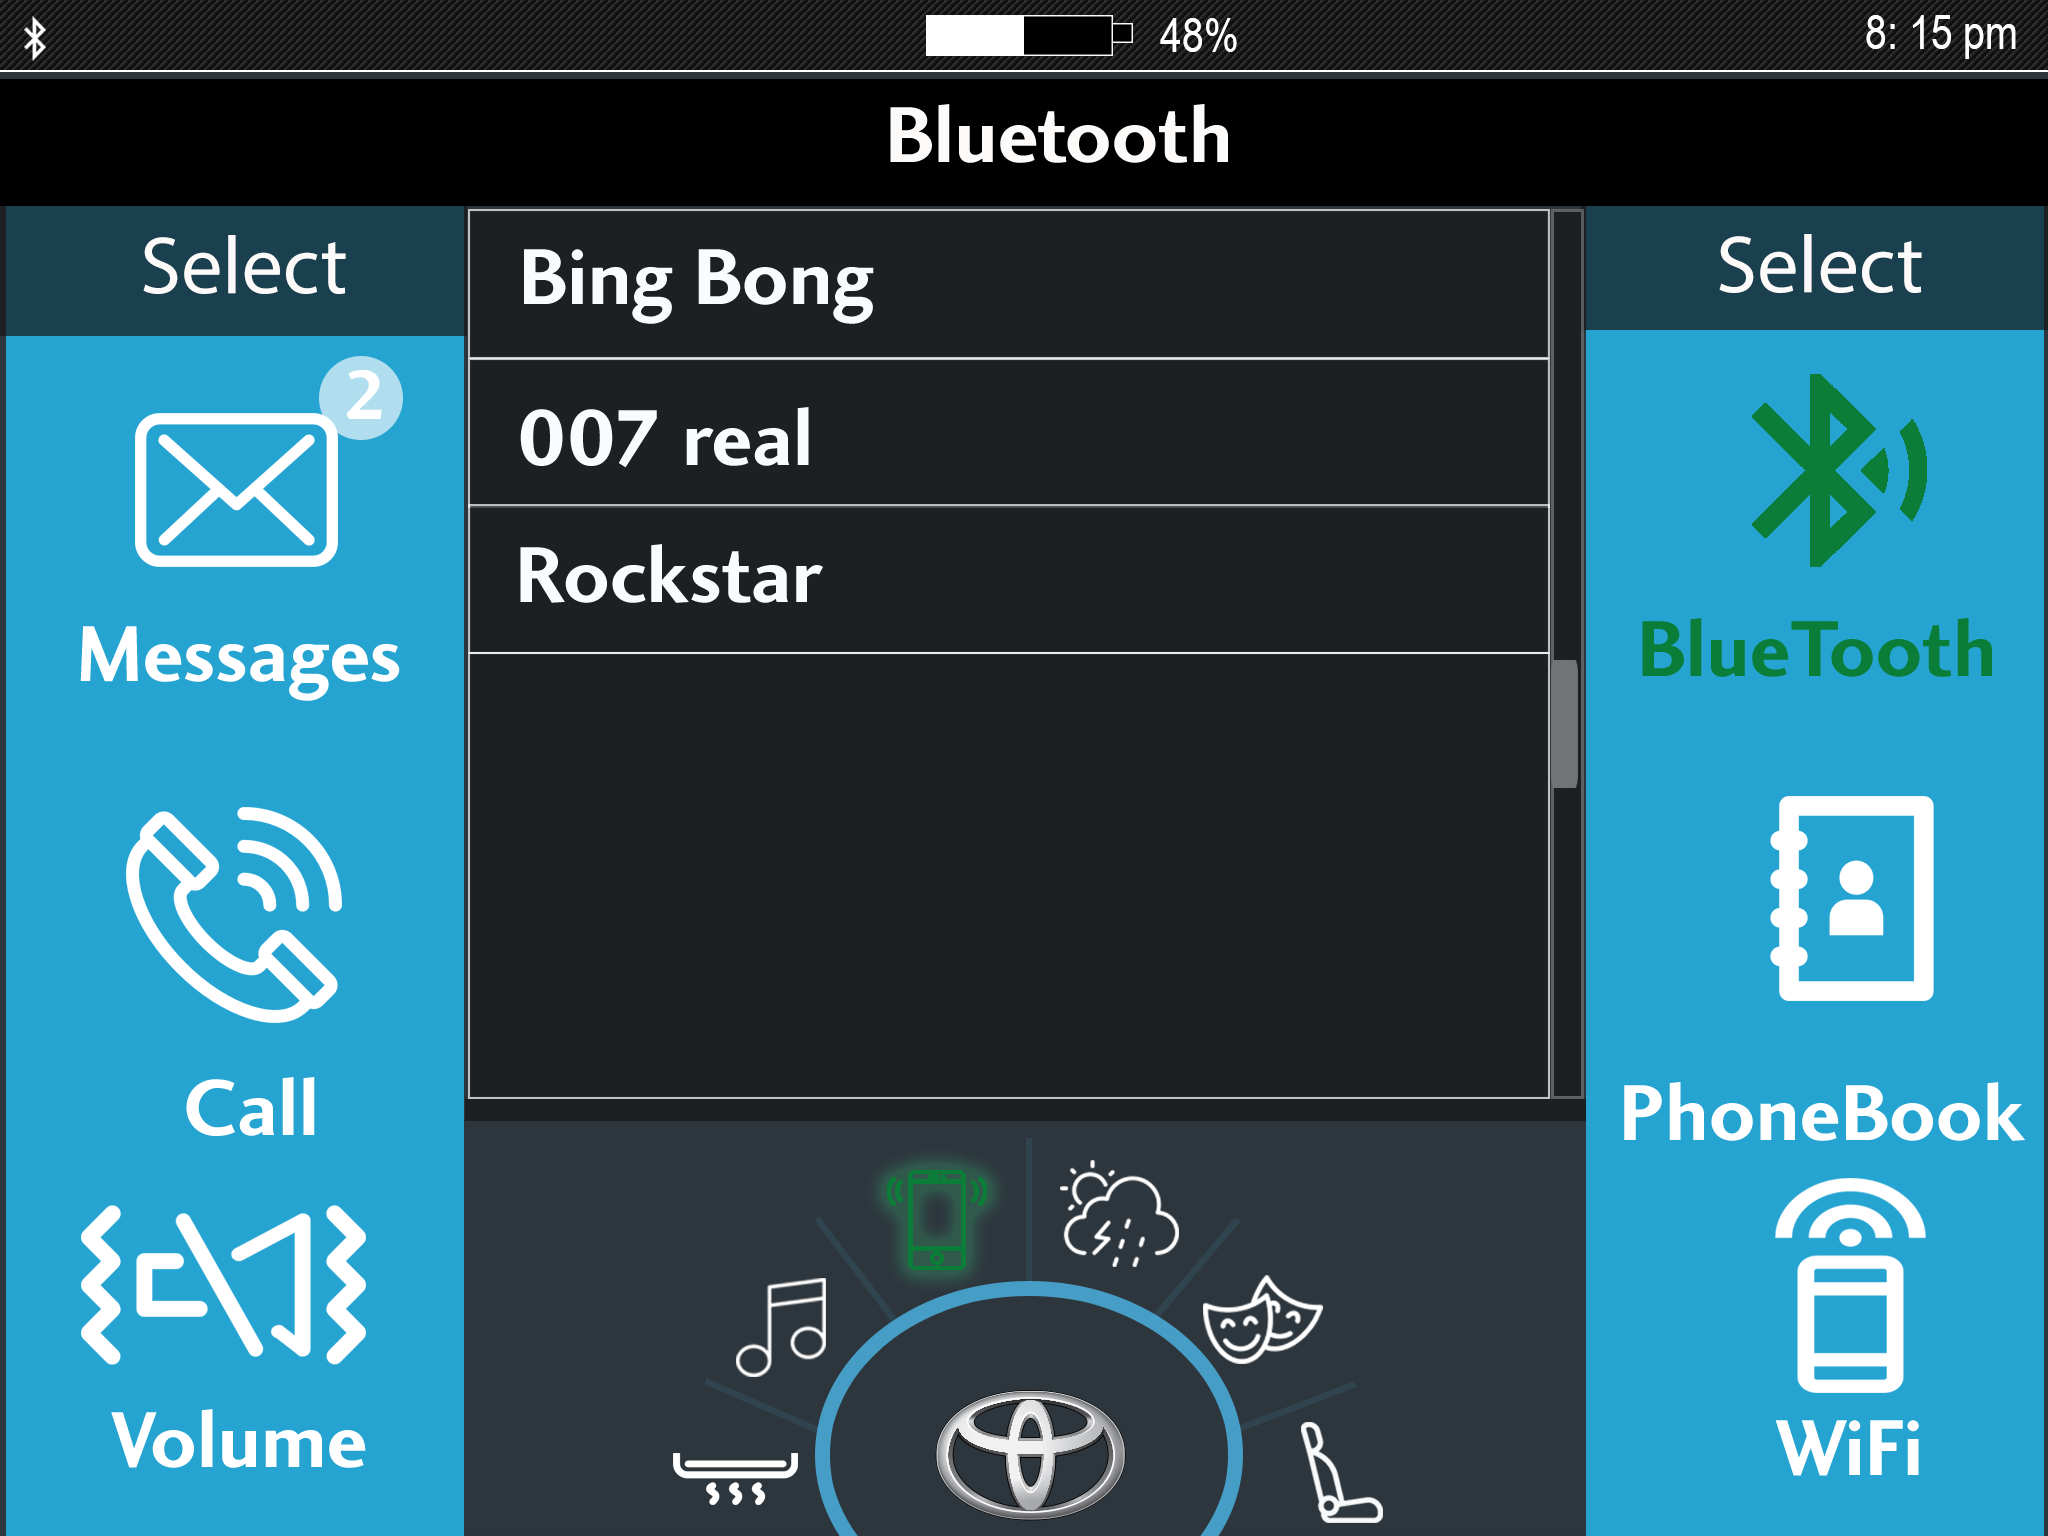 48%
8: 15 pm
Bluetooth
Select
2
Messages
Call
Volume
Bing Bong
007 real
Rockstar
Select
BlueTooth
PhoneBook
WiFi